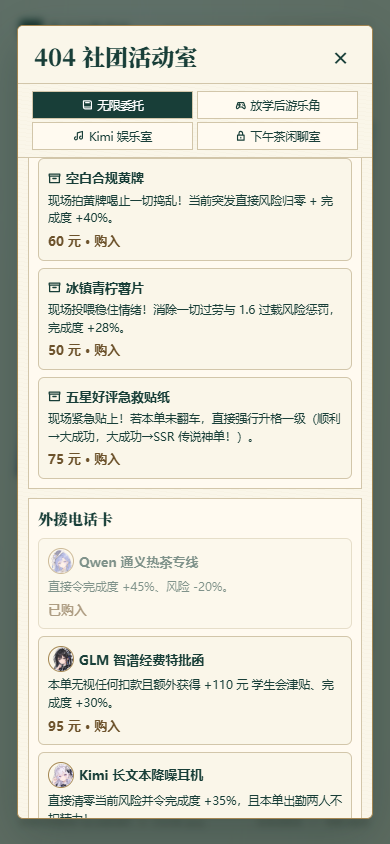 404 社团活动室
无限委托
放学后游乐角
Kimi 娱乐室
下午茶闲聊室
空白合规黄牌
现场拍黄牌喝止一切捣乱！当前突发直接风险归零 + 完
成度 +40%。
60 元 • 购入
冰镇青柠薯片
现场投喂稳住情绪！消除一切过劳与 1.6 过载风险惩罚，
完成度 +28%。
50 元 • 购入
五星好评急救贴纸
现场紧急贴上！若本单未翻车，直接强行升格一级（顺利
→大成功，大成功→SSR 传说神单！）。
75 元 • 购入
外援电话卡
Qwen 通义热茶专线
直接令完成度 +45%、风险 -20%。
已购入
GLM 智谱经费特批函
本单无视任何扣款且额外获得 +110 元 学生会津贴、完
成度 +30%。
95 元 • 购入
Kimi 长文本降噪耳机
直接清零当前风险并令完成度 +35%，且本单出勤两人不